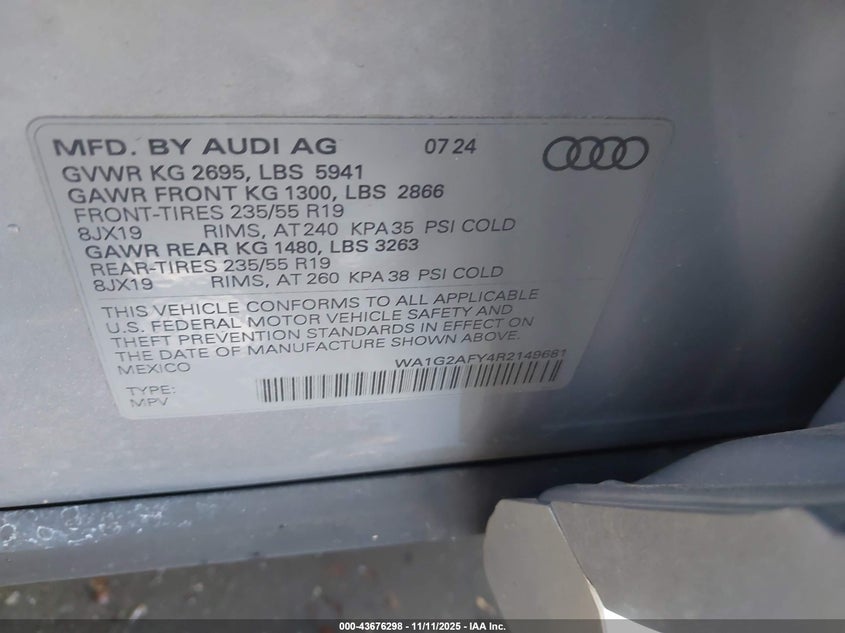 MFD. BY AUDI AG 07 24
GVWR KG 2695, LBS 5941
GAWR FRONT KG 1300, LBS 2866
FRONT-TIRES 235/55 R19
8JX19 RIMS, AT 240 KPA 35 PSI COLD
GAWR REAR KG 1480, LBS 3263
REAR-TIRES 235/55 R19
8JX19 RIMS, AT 260 KPA 38 PSI COLD
THIS VEHICLE CONFORMS TO ALL APPLICABLE
U.S. FEDERAL MOTOR VEHICLE SAFETY AND
THEFT PREVENTION STANDARDS IN EFFECT ON
THE DATE OF MANUFACTURE SHOWN ABOVE.
MEXICO WA1G2AFY4R2149681
TYPE:
MPV
000-43676298 - 11/11/2025 - IAA Inc.